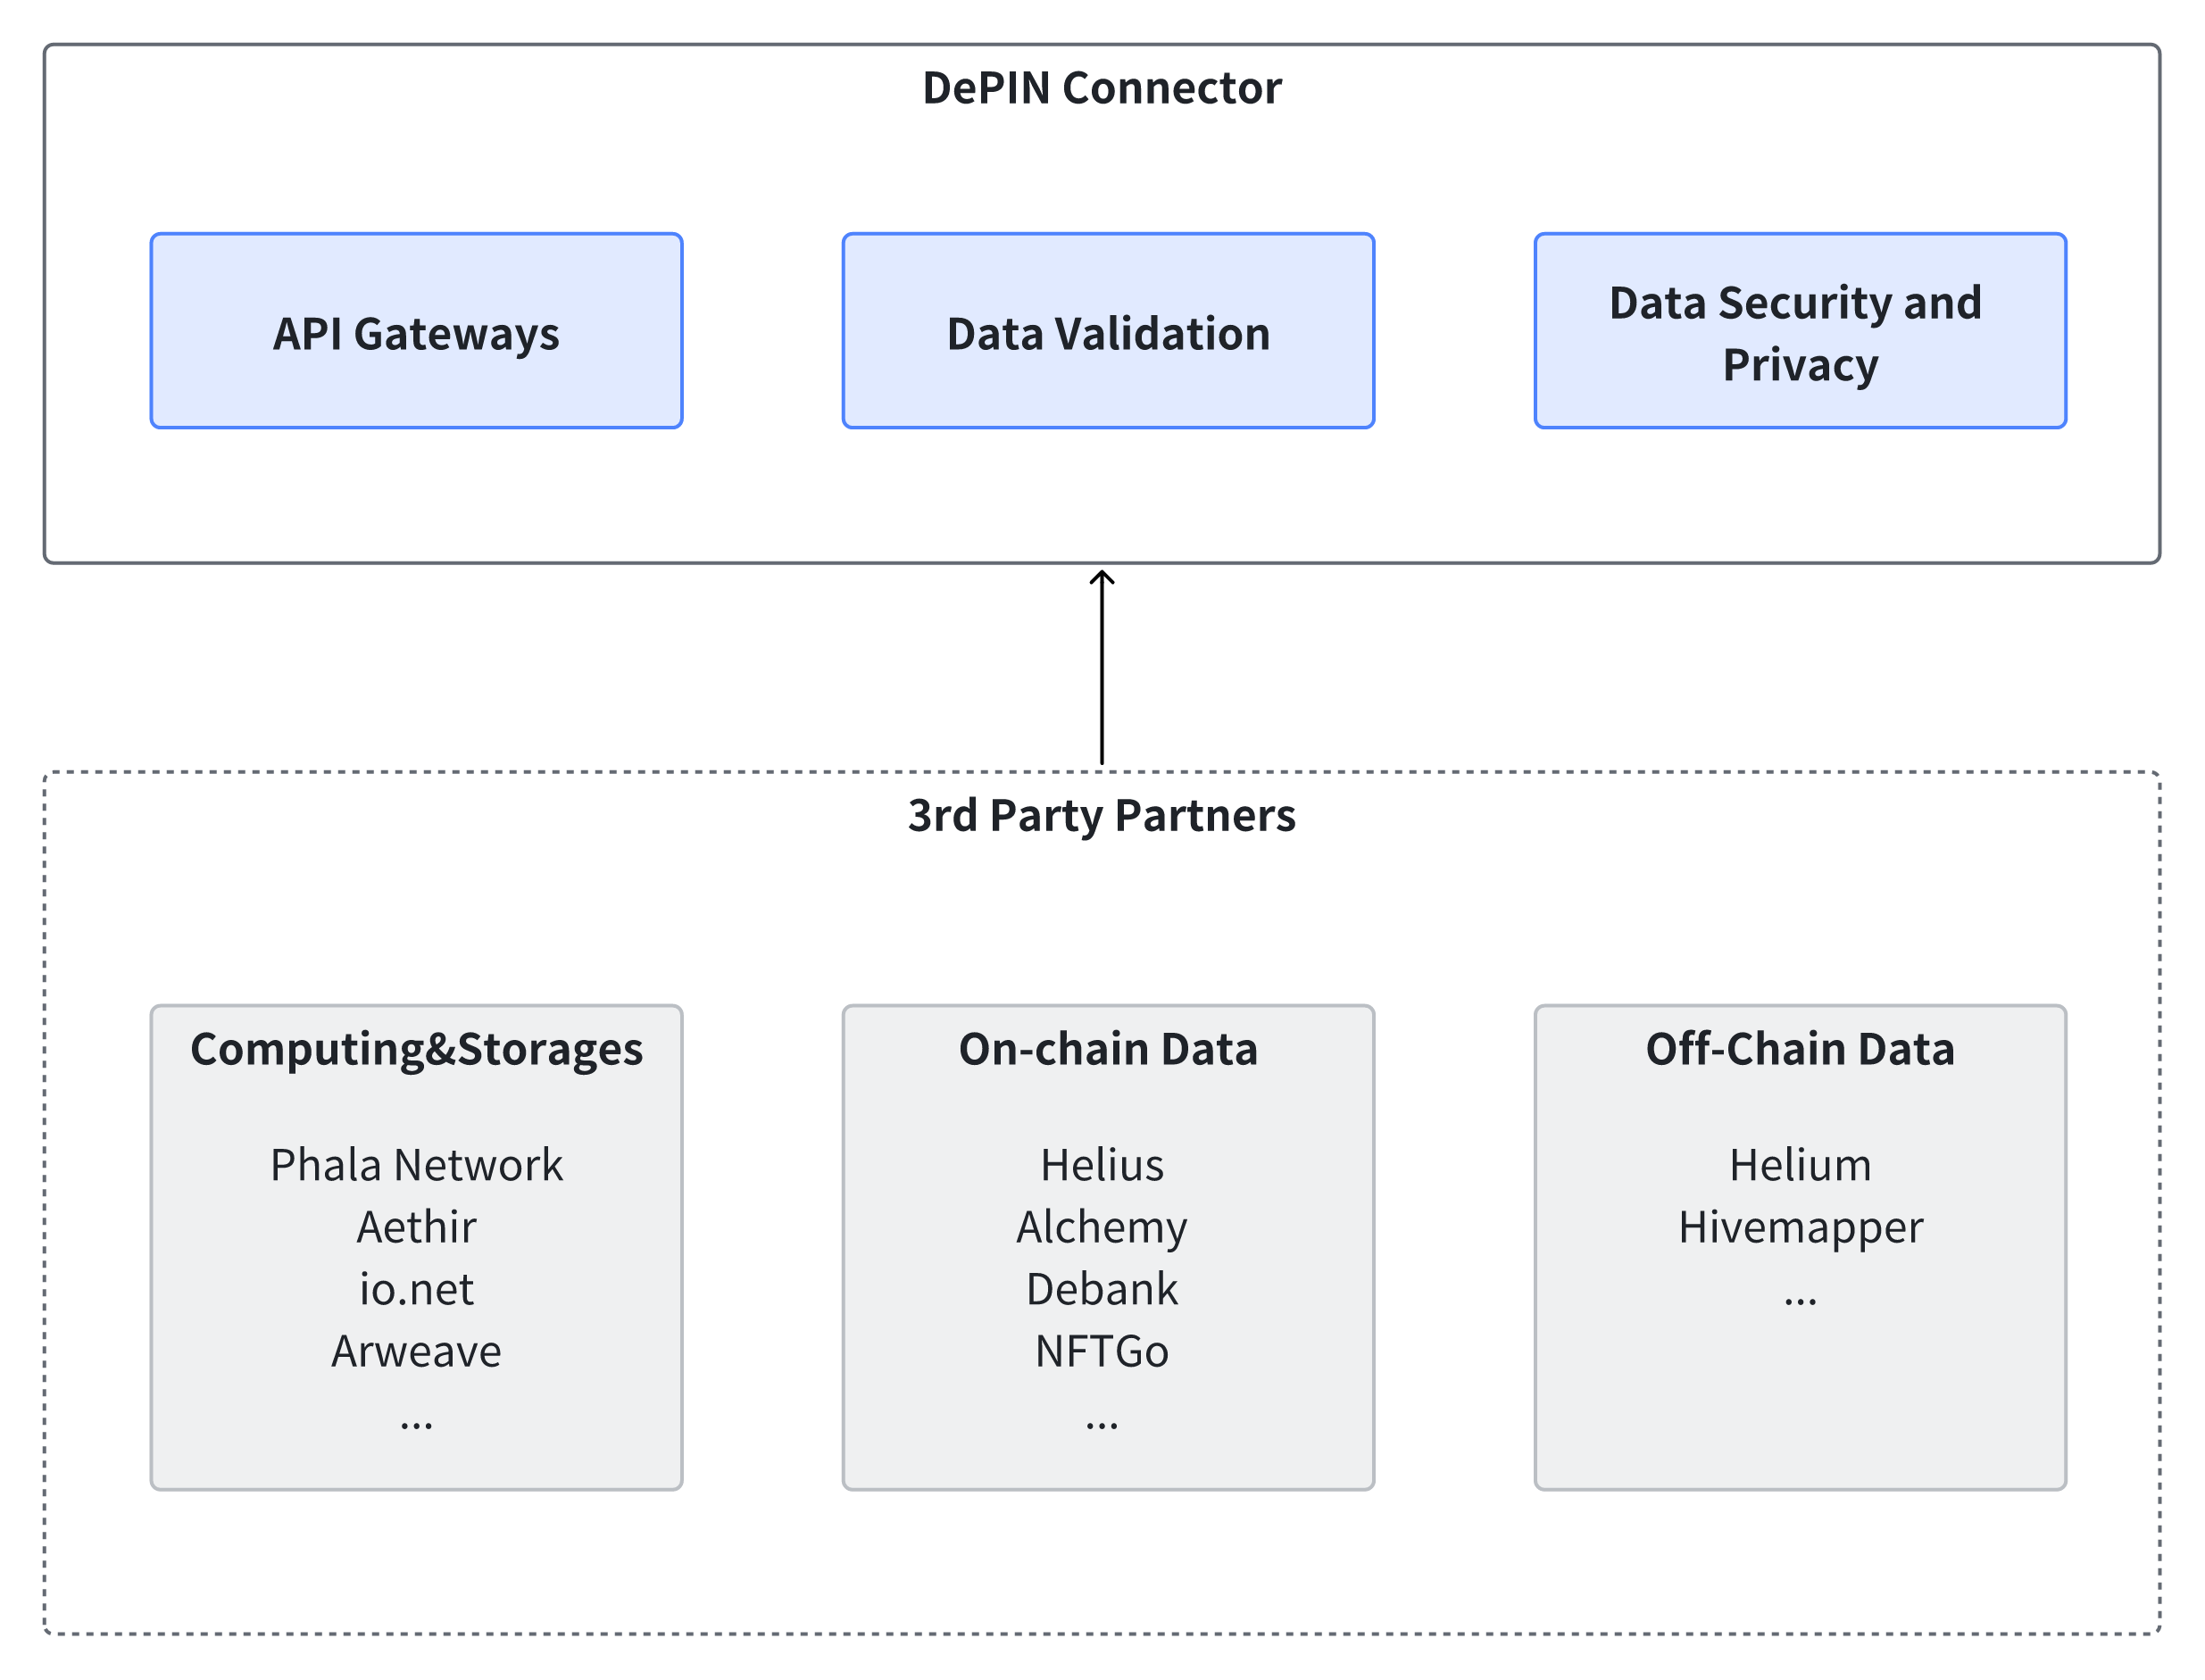 DePIN Connector
API Gateways
Data Validation
Data Security and
Privacy
3rd Party Partners
Computing&Storages
Phala Network
Aethir
io.net
Arweave
...
On-chain Data
Helius
Alchemy
Debank
NFTGo
...
Off-Chain Data
Helium
Hivemapper
...